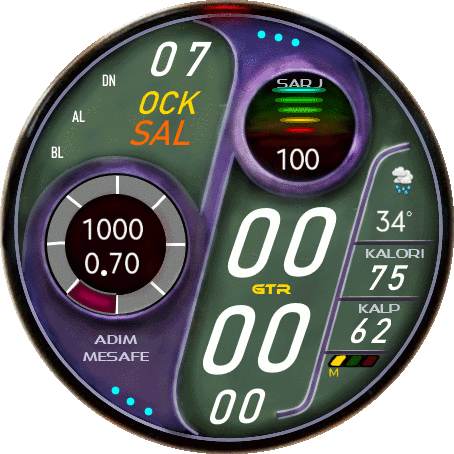 07
OCK
SAL
DN
AL
BL
SARJ
100
1000
0.70
ADIM
MESAFE
00
GTR
00
00
34°
KALORI
75
KALP
62
M